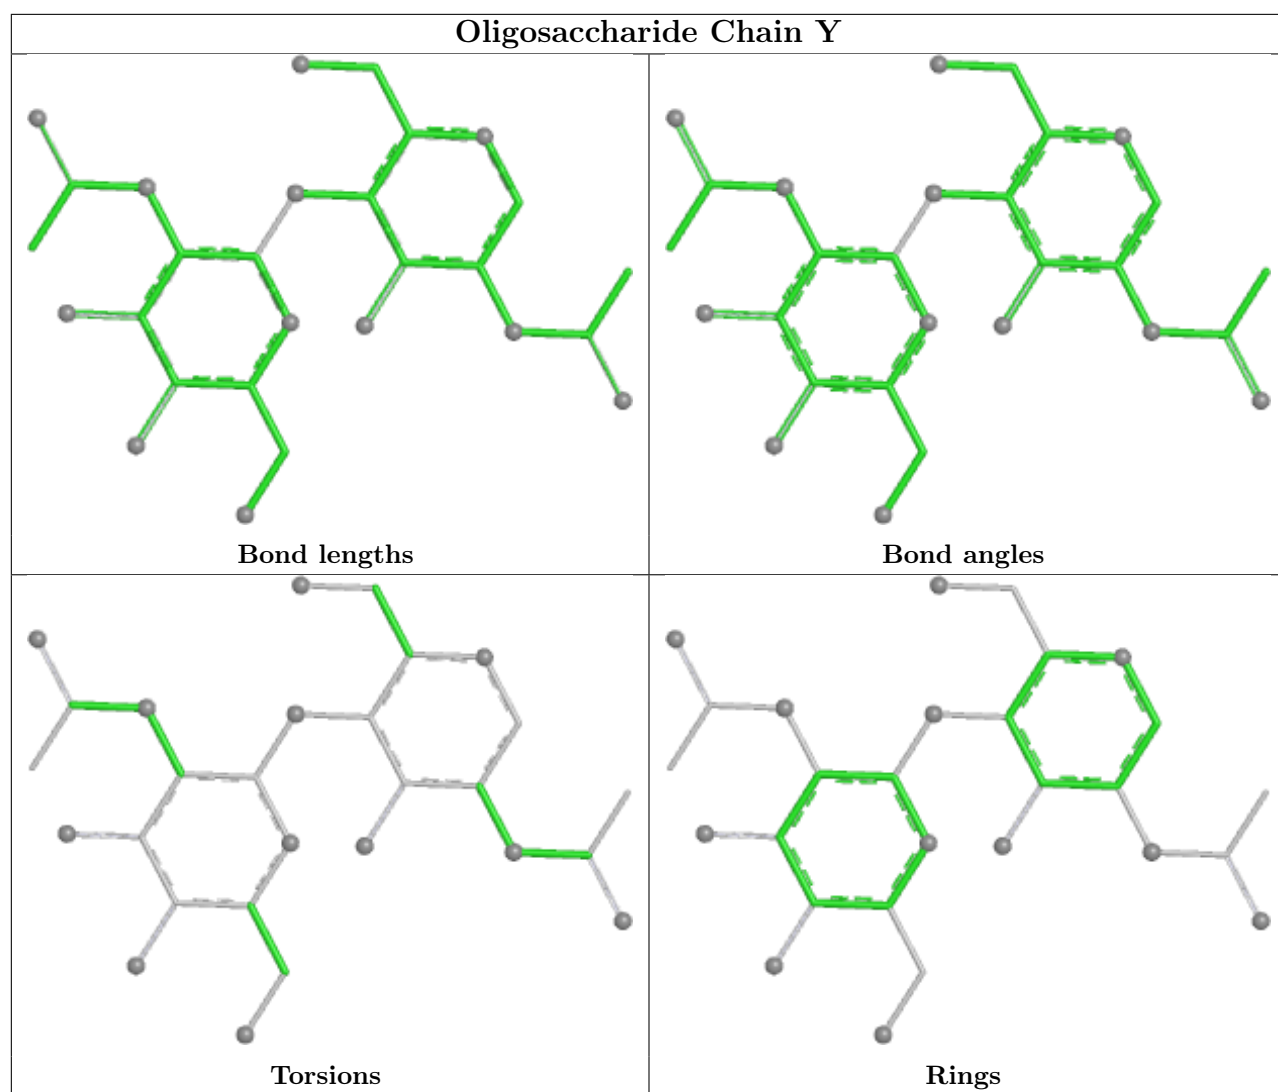 Oligosaccharide Chain Y
Bond lengths
Bond angles
Torsions
Rings